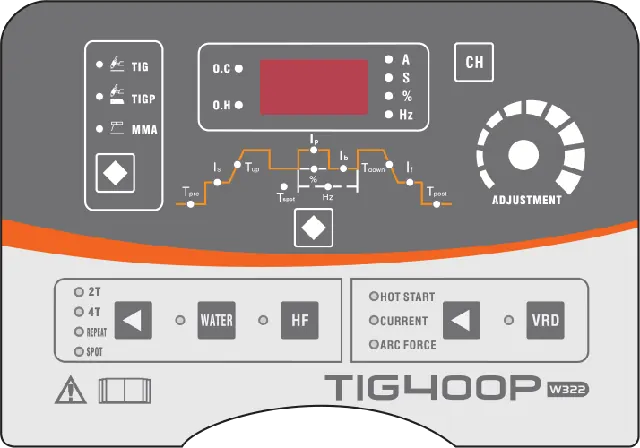 TIG
TIGP
MMA
O.C
O.H
A
S
%
Hz
CH
ADJUSTMENT
Tpre
Is
Tup
Ip
Ib
%
Hz
Tspot
Tdown
If
Tpost
2T
4T
REPEAT
SPOT
WATER
HF
HOT START
CURRENT
ARC FORCE
VRD
TIG400P W322